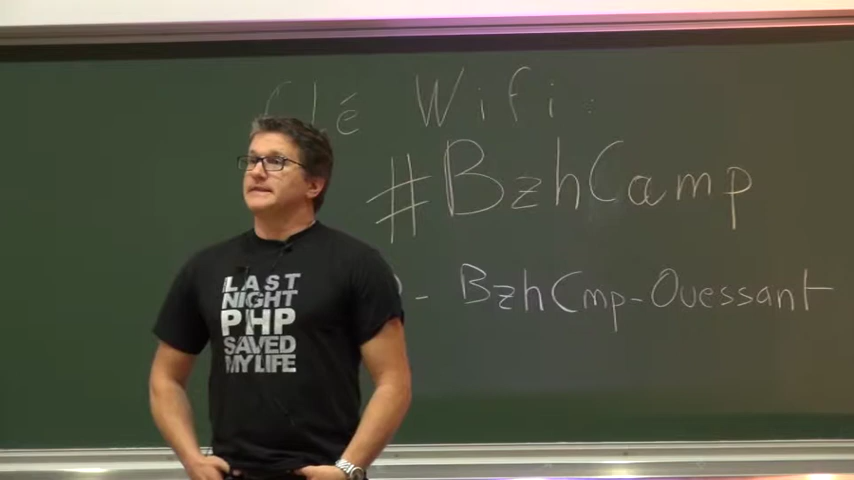 Clé Wifi :
#BzhCamp
- BzhCmp-Ouessant
LAST
NIGHT
PHP
SAVED
MY LIFE